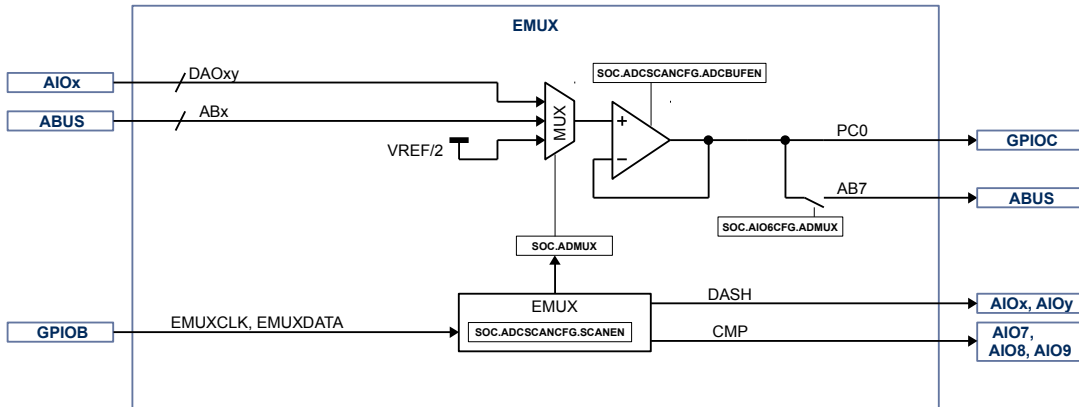 EMUX
AIOx
DAOxy
SOC.ADCSCANCFG.ADCBUFEN
ABUS
ABx
MUX
+
−
VREF/2
PC0
GPIOC
AB7
ABUS
SOC.AIO6CFG.ADMUX
SOC.ADMUX
GPIOB
EMUXCLK, EMUXDATA
EMUX
SOC.ADCSCANCFG.SCANEN
DASH
AIOx, AIOy
CMP
AIO7,
AIO8, AIO9